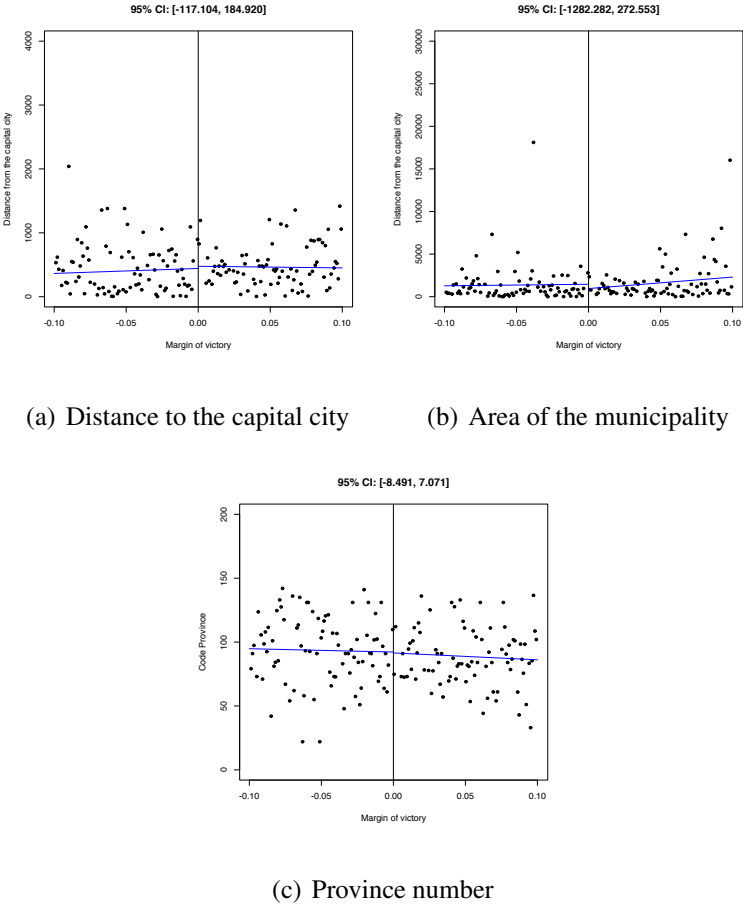 95% CI: [-117.104, 184.920]
Distance from the capital city
4000
3000
2000
1000
0
-0.10 -0.05 0.00 0.05 0.10
Margin of victory
(a) Distance to the capital city
95% CI: [-1282.282, 272.553]
Distance from the capital city
30000
25000
20000
15000
10000
5000
0
-0.10 -0.05 0.00 0.05 0.10
Margin of victory
(b) Area of the municipality
95% CI: [-8.491, 7.071]
Code Province
200
150
100
50
0
-0.10 -0.05 0.00 0.05 0.10
Margin of victory
(c) Province number